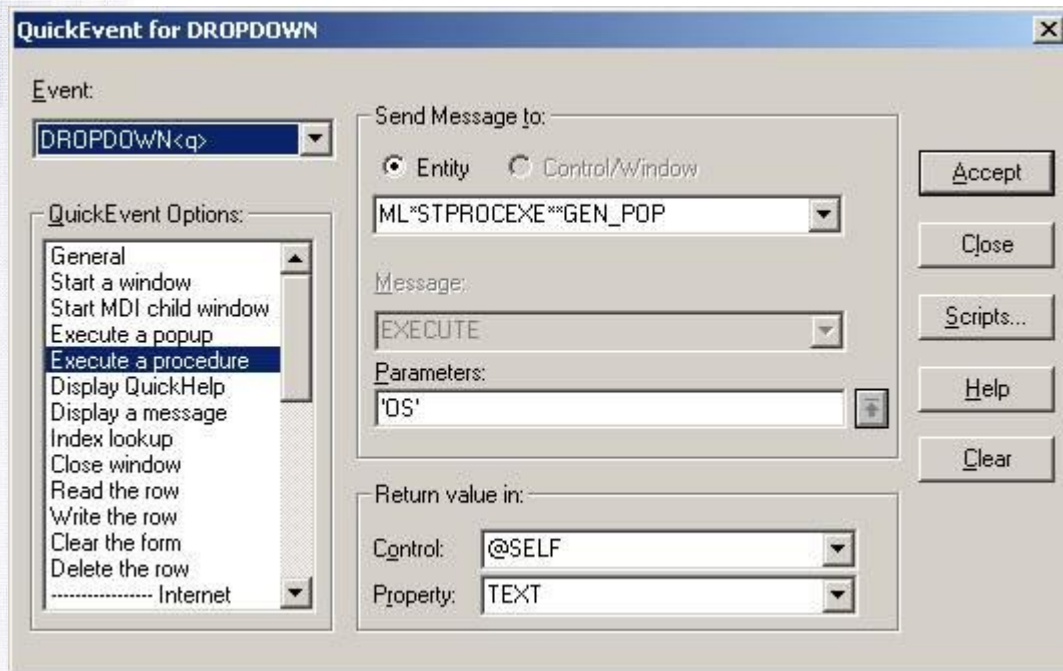 QuickEvent for DROPDOWN
Event:
DROPDOWN<q>
QuickEvent Options:
General
Start a window
Start MDI child window
Execute a popup
Execute a procedure
Display QuickHelp
Display a message
Index lookup
Close window
Read the row
Write the row
Clear the form
Delete the row
---------------- Internet
Send Message to:
Entity
Control/Window
ML*STPROCEXE**GEN_POP
Message:
EXECUTE
Parameters:
'OS'
Return value in:
Control:
@SELF
Property:
TEXT
Accept
Close
Scripts...
Help
Clear